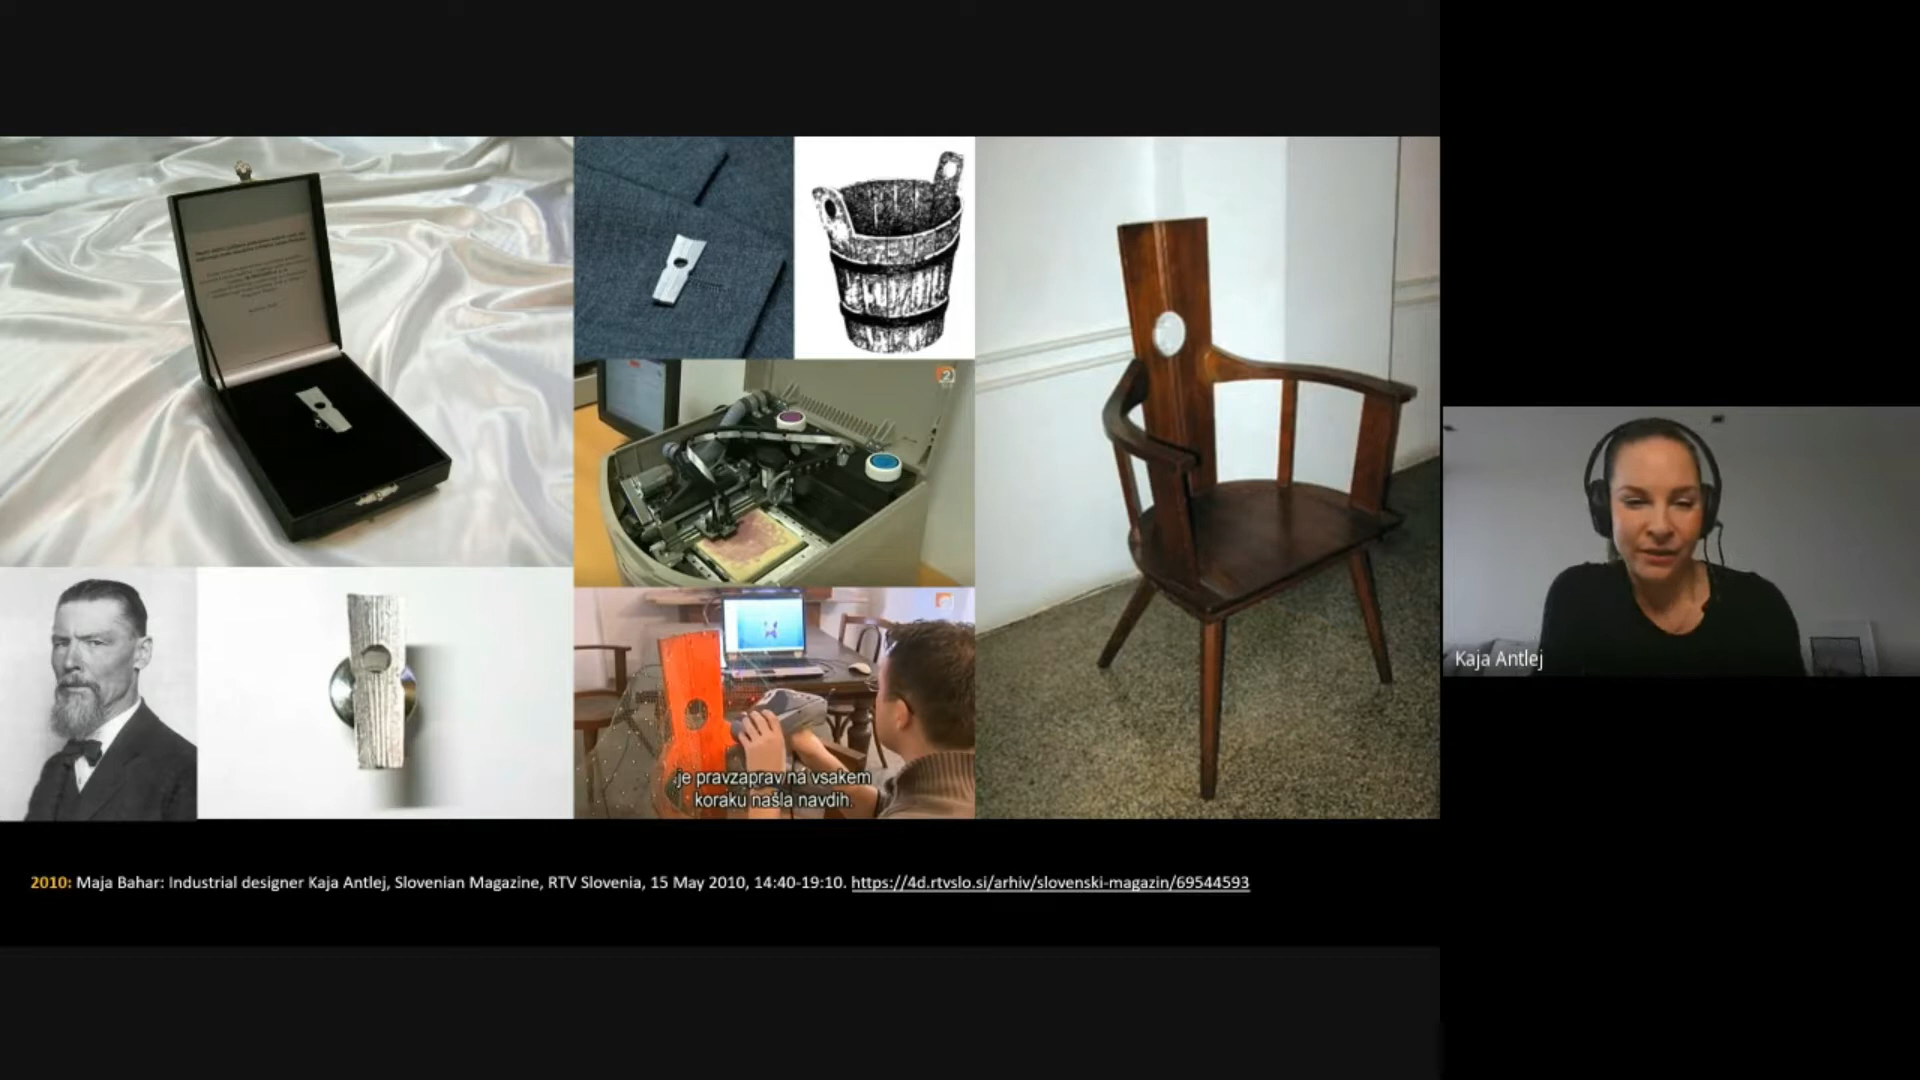 je pravzaprav na vsakem
koraku našla navdih.
2
Kaja Antlej
2010: Maja Bahar: Industrial designer Kaja Antlej, Slovenian Magazine, RTV Slovenia, 15 May 2010, 14:40-19:10. https://4d.rtvslo.si/arhiv/slovenski-magazin/69544593